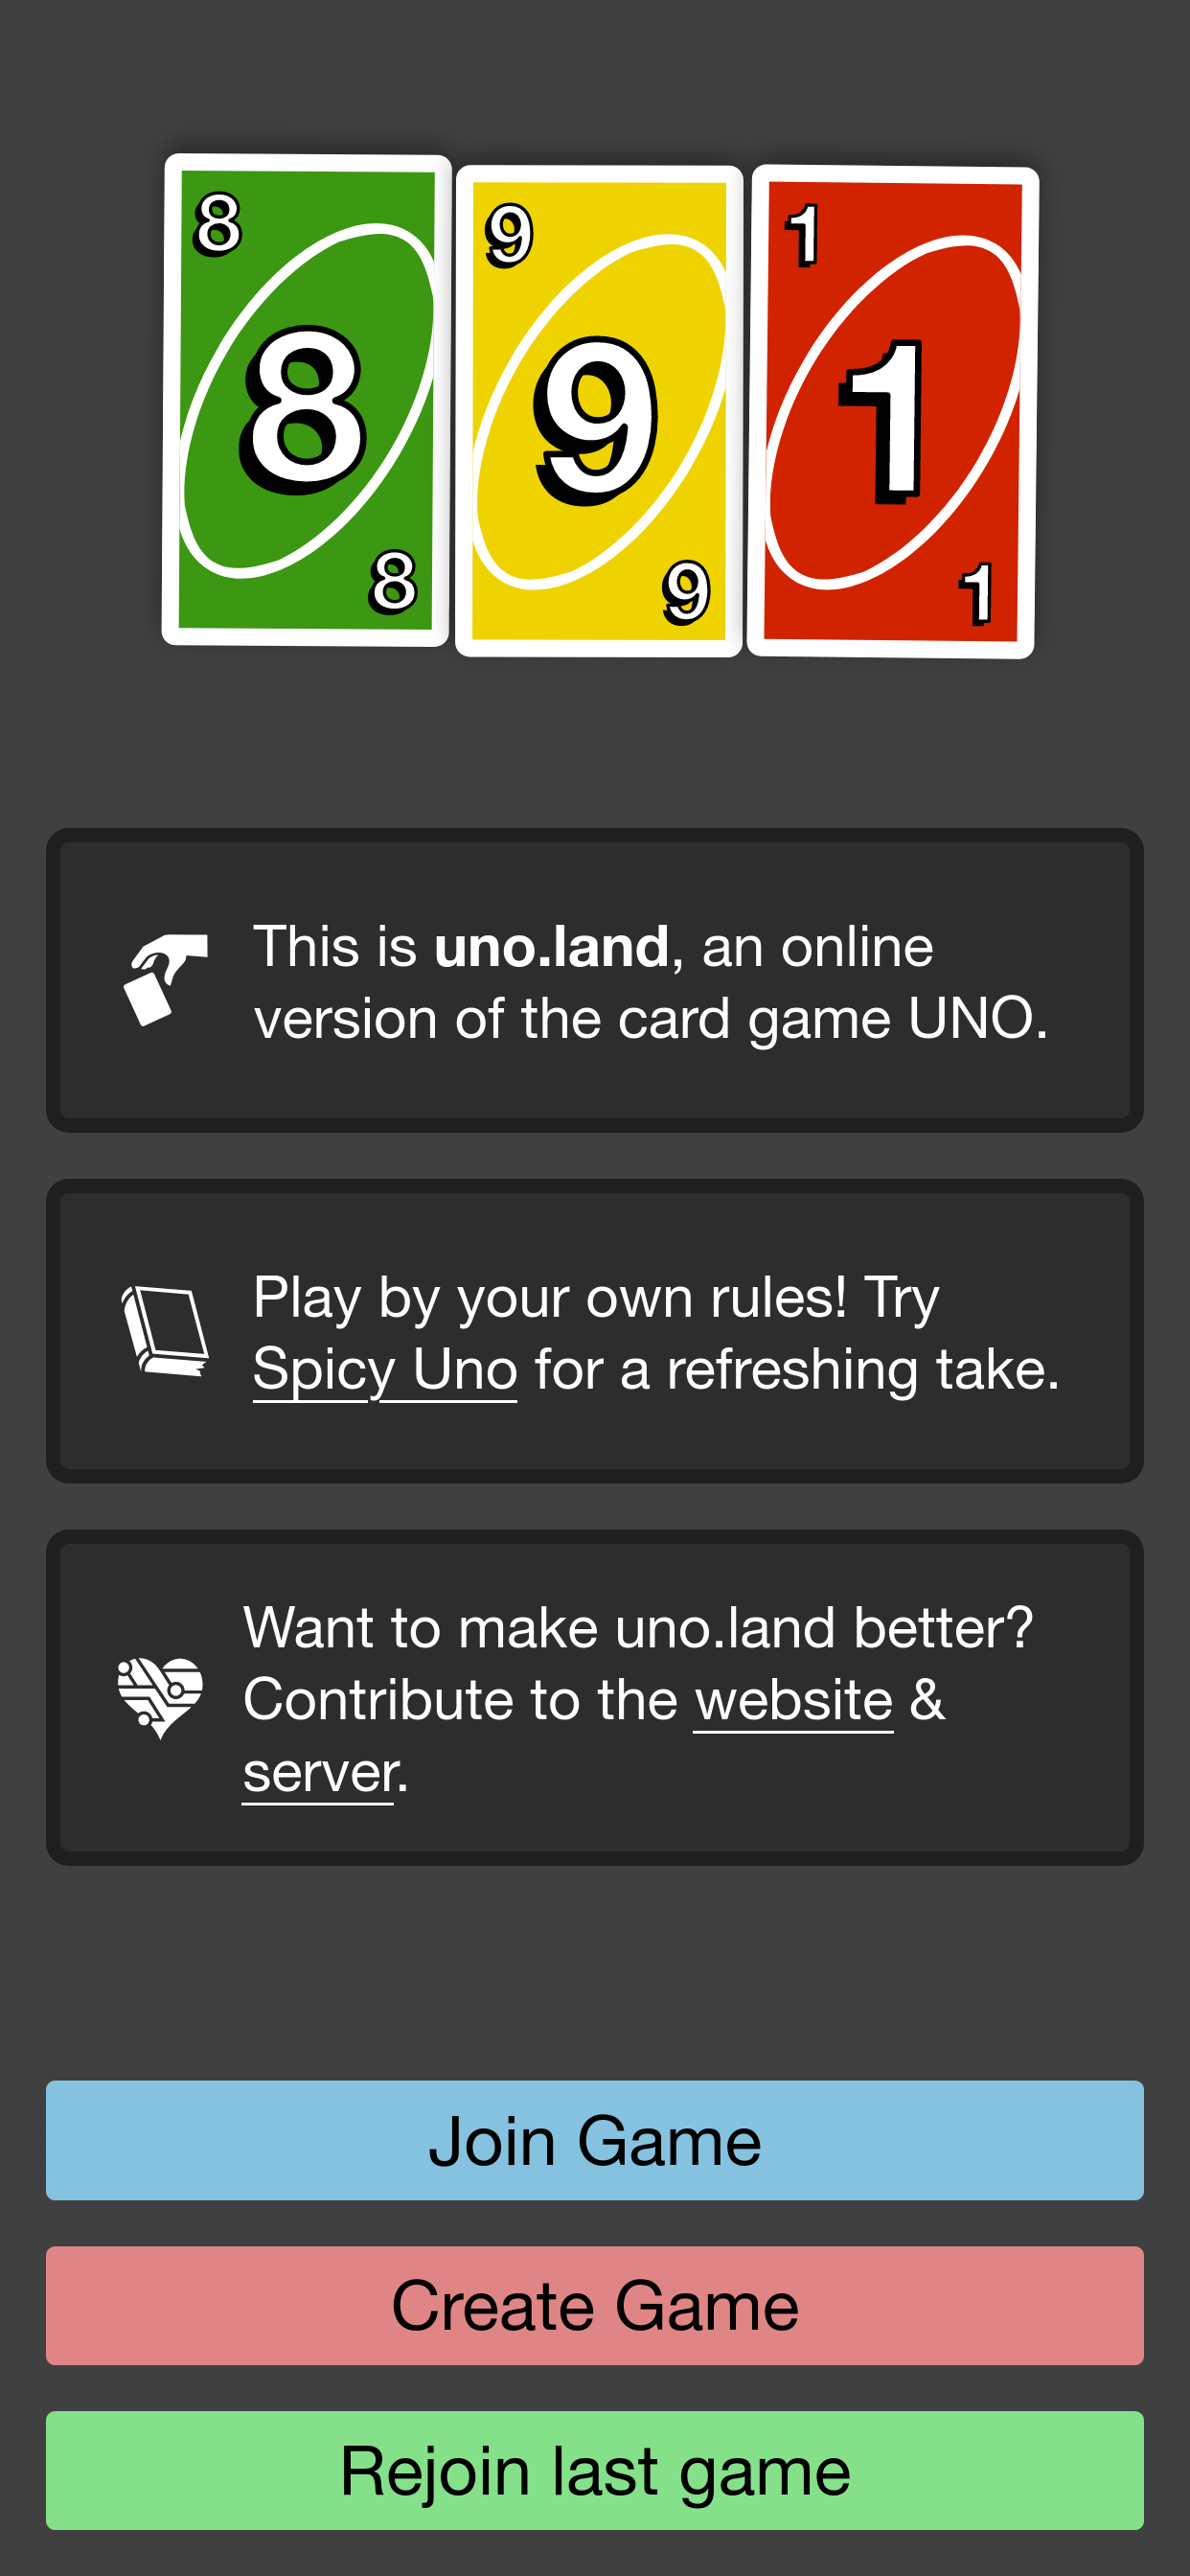 8 9 1
8 9 1
8 9 1
This is uno.land, an online
version of the card game UNO.
Play by your own rules! Try
Spicy Uno for a refreshing take.
Want to make uno.land better?
Contribute to the website &
server.
Join Game
Create Game
Rejoin last game